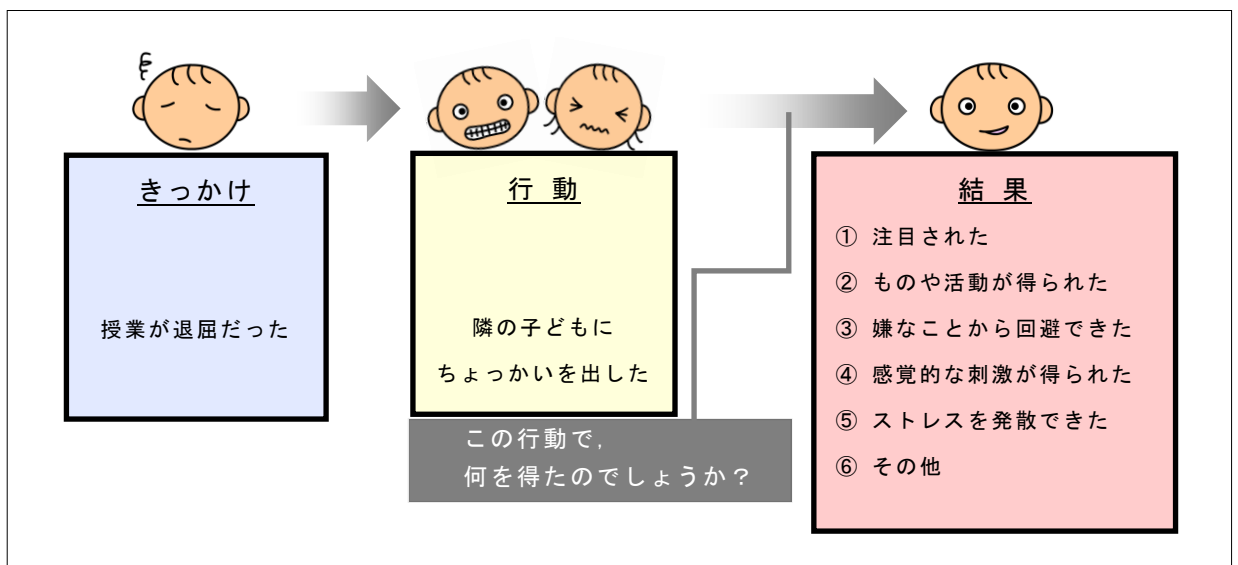 きっかけ
授業が退屈だった
行動
隣の子どもに
ちょっかいを出した
この行動で,
何を得たのでしょうか?
結果
① 注目された
② ものや活動が得られた
③ 嫌なことから回避できた
④ 感覚的な刺激が得られた
⑤ ストレスを発散できた
⑥ その他